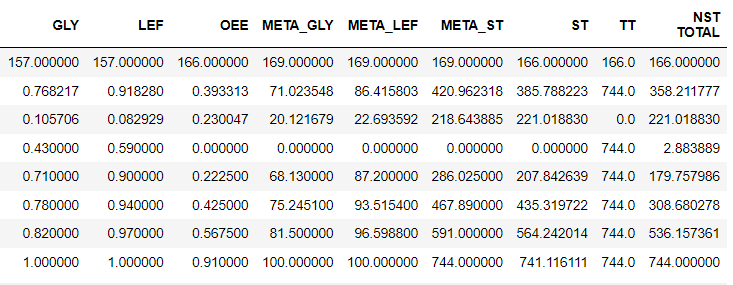 GLY LEF OEE META_GLY META_LEF META_ST ST TT NST TOTAL
157.000000 157.000000 166.000000 169.000000 169.000000 169.000000 166.000000 166.0 166.000000
0.768217 0.918280 0.393313 71.023548 86.415803 420.962318 385.788223 744.0 358.211777
0.105706 0.082929 0.230047 20.121679 22.693592 218.643885 221.018830 0.0 221.018830
0.430000 0.590000 0.000000 0.000000 0.000000 0.000000 0.000000 744.0 2.883889
0.710000 0.900000 0.222500 68.130000 87.200000 286.025000 207.842639 744.0 179.757986
0.780000 0.940000 0.425000 75.245100 93.515400 467.890000 435.319722 744.0 308.680278
0.820000 0.970000 0.567500 81.500000 96.598800 591.000000 564.242014 744.0 536.157361
1.000000 1.000000 0.910000 100.000000 100.000000 744.000000 741.116111 744.0 744.000000